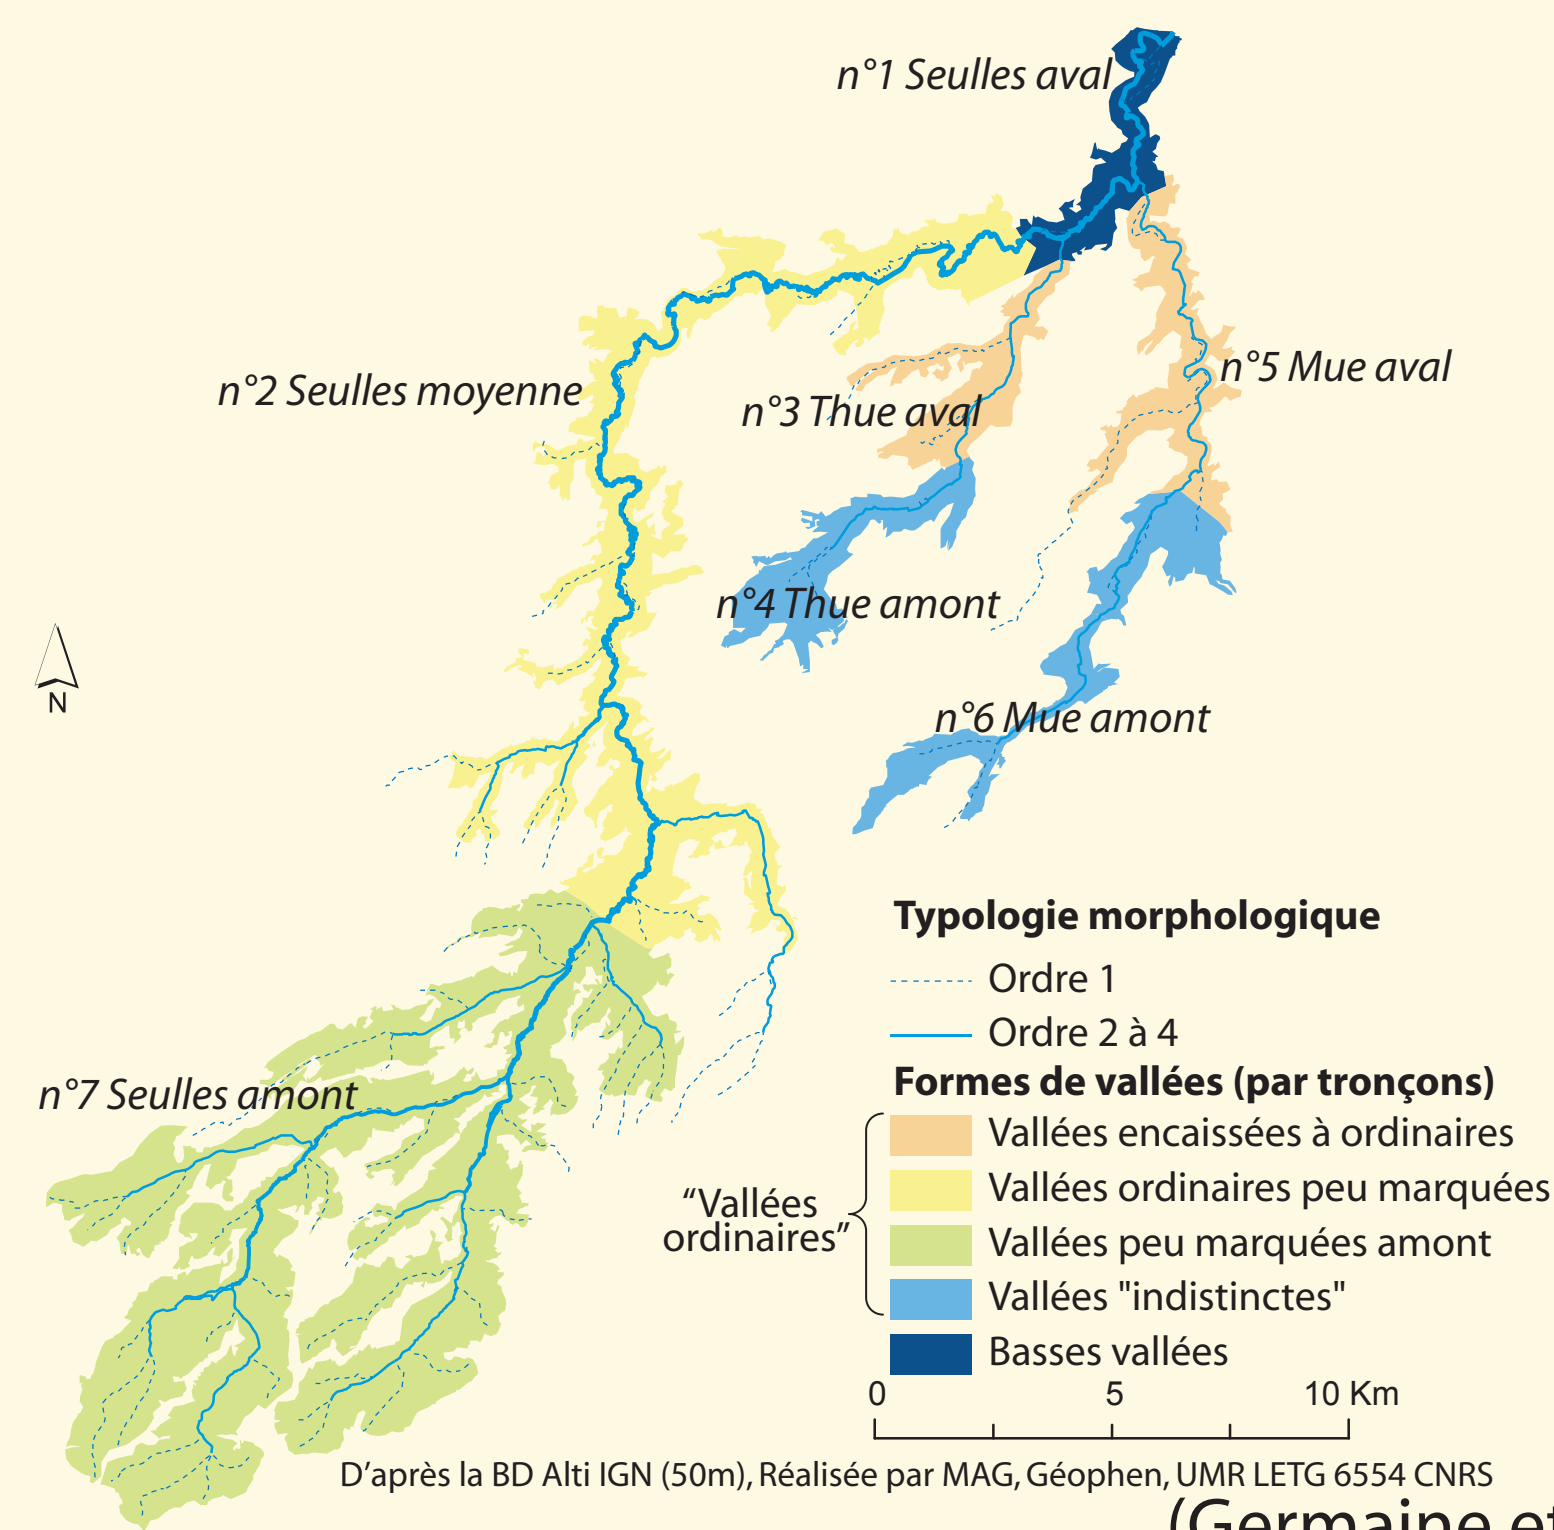 n°1 Seulles aval
n°5 Mue aval
n°2 Seulles moyenne
n°3 Thue aval
n°4 Thue amont
N
n°6 Mue amont
Typologie morphologique
Ordre 1
Ordre 2 à 4
n°7 Seulles amont
Formes de vallées (par tronçons)
Vallées encaissées à ordinaires
Vallées ordinaires peu marquées
“Vallées
ordinaires”
Vallées peu marquées amont
Vallées "indistinctes"
Basses vallées
0 5 10 Km
D’après la BD Alti IGN (50m), Réalisée par MAG, Géophen, UMR LETG 6554 CNRS
(Germaine et